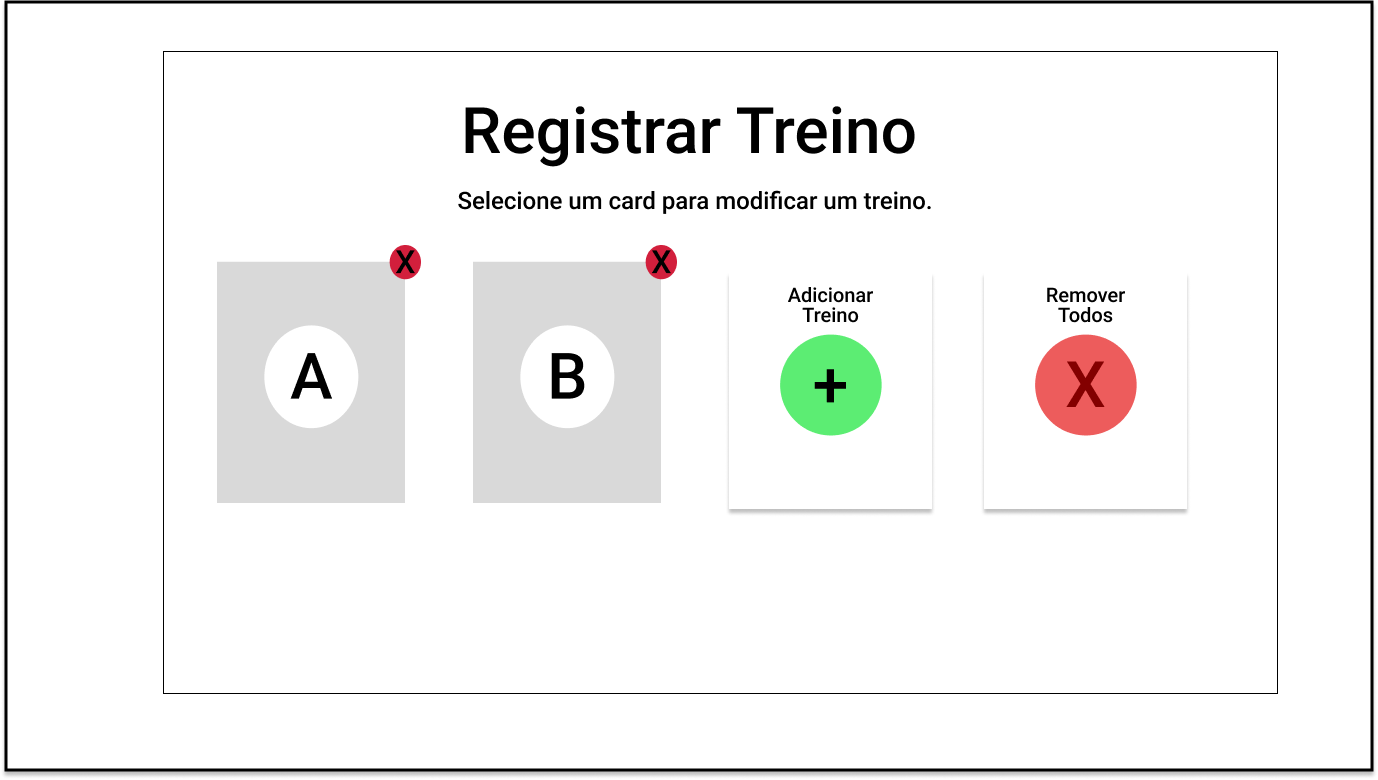 Registrar Treino
Selecione um card para modificar um treino.
X
X
A
B
Adicionar
Treino
+
Remover
Todos
X